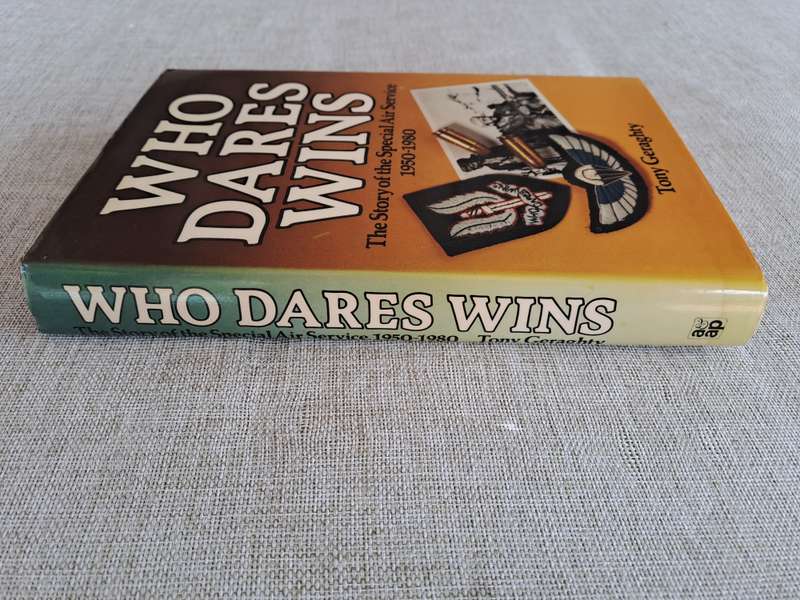 WHO
DARES
WINS
The Story of the Special Air Service
1950-1980
Tony Geraghty
WHO DARES WINS
The Story of the Special Air Service 1950-1980 Tony Geraghty